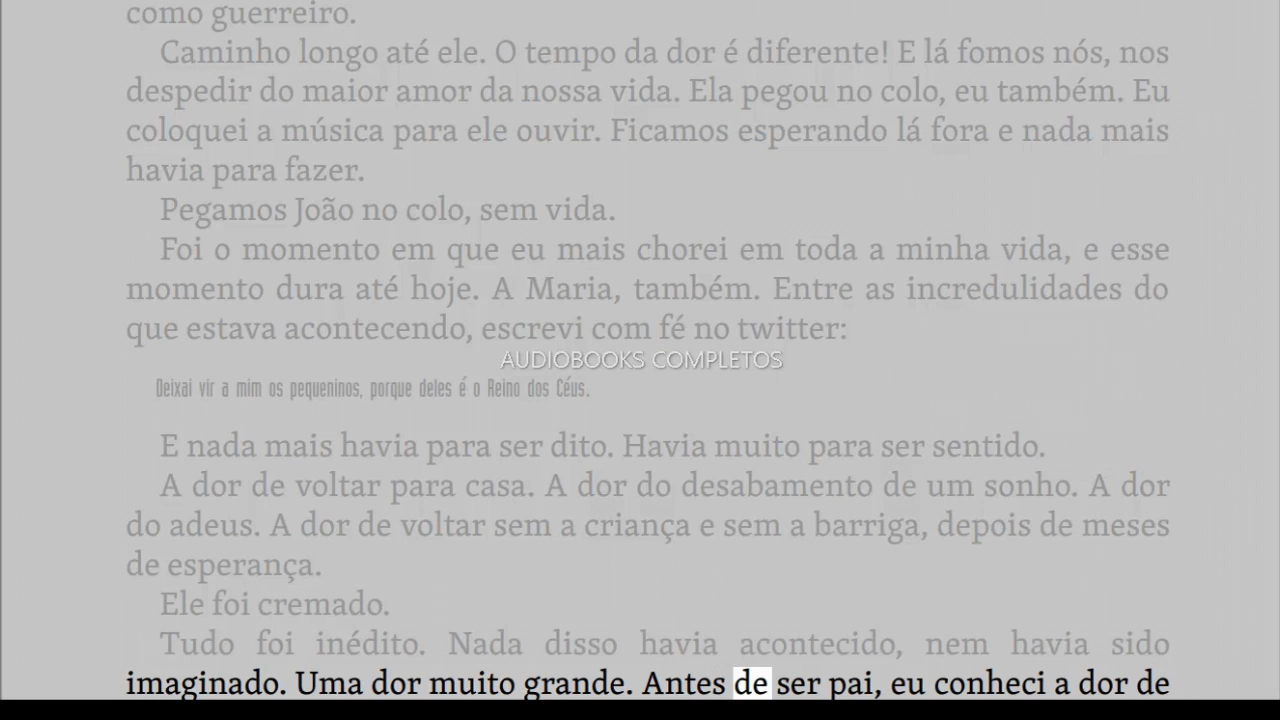 como guerreiro.
Caminho longo até ele. O tempo da dor é diferente! E lá fomos nós, nos
despedir do maior amor da nossa vida. Ela pegou no colo, eu também. Eu
coloquei a música para ele ouvir. Ficamos esperando lá fora e nada mais
havia para fazer.
Pegamos João no colo, sem vida.
Foi o momento em que eu mais chorei em toda a minha vida, e esse
momento dura até hoje. A Maria, também. Entre as incredulidades do
que estava acontecendo, escrevi com fé no twitter:
AUDIOBOOKS COMPLETOS
Deixai vir a mim os pequeninos, porque deles é o Reino dos Céus.
E nada mais havia para ser dito. Havia muito para ser sentido.
A dor de voltar para casa. A dor do desabamento de um sonho. A dor
do adeus. A dor de voltar sem a criança e sem a barriga, depois de meses
de esperança.
Ele foi cremado.
Tudo foi inédito. Nada disso havia acontecido, nem havia sido
imaginado. Uma dor muito grande. Antes de ser pai, eu conheci a dor de